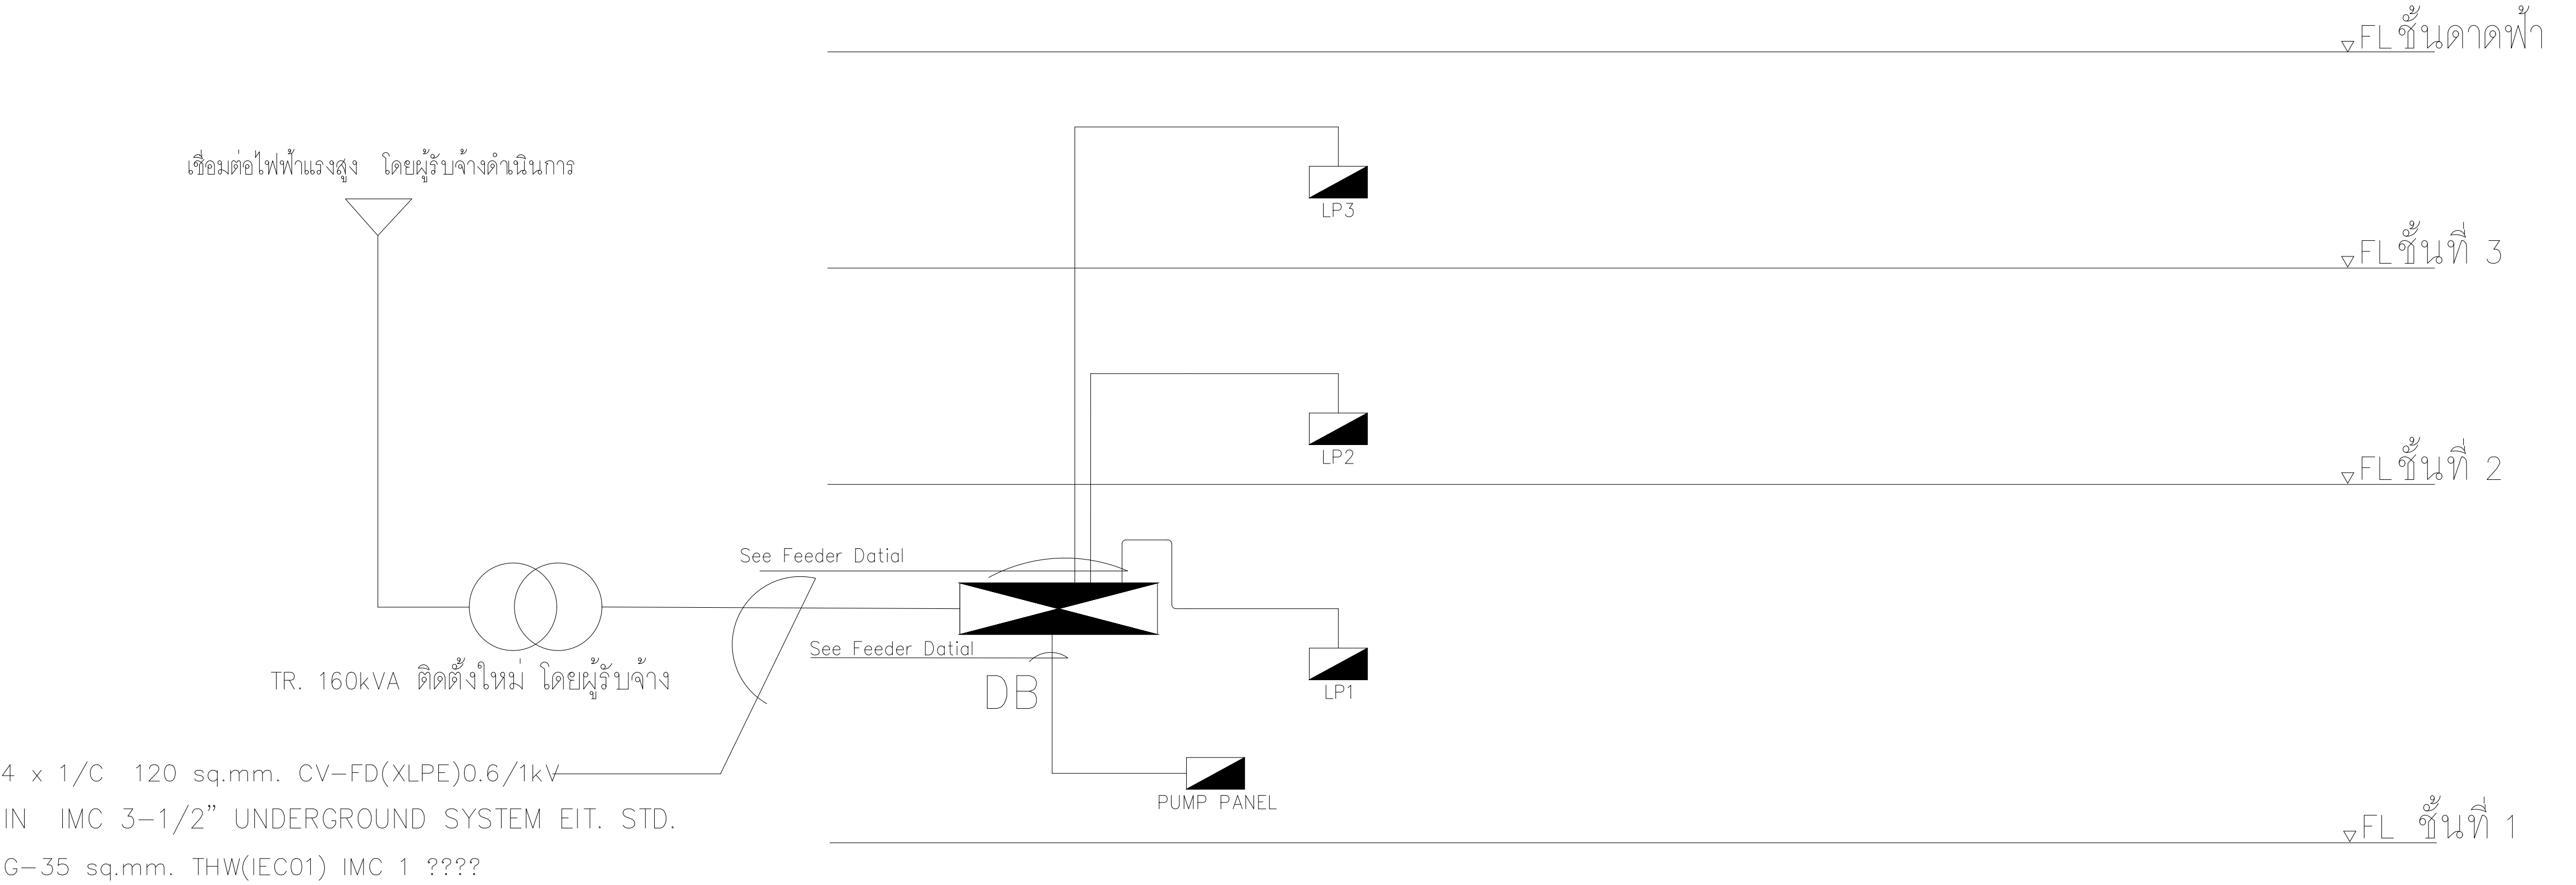 FLชั้นดาดฟ้า
เชื่อมต่อไฟฟ้าแรงสูง โดยผู้รับจ้างดำเนินการ
LP3
FLชั้นที่ 3
LP2
FLชั้นที่ 2
See Feeder Datial
See Feeder Datial
TR. 160kVA ติดตั้งใหม่ โดยผู้รับจ้าง
DB
LP1
4 x 1/C 120 sq.mm. CV-FD(XLPE)0.6/1kV
PUMP PANEL
IN IMC 3-1/2" UNDERGROUND SYSTEM EIT. STD.
FL ชั้นที่ 1
G-35 sq.mm. THW(IEC01) IMC 1 ????